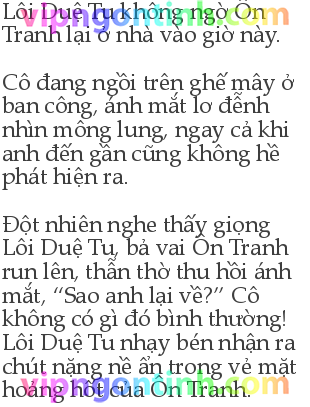 Lôi Duệ Tu không ngờ Ôn
Tranh lại ở nhà vào giờ này.
Cô đang ngồi trên ghế mây ở
ban công, ánh mắt lơ đễnh
nhìn mông lung, ngay cả khi
anh đến gần cũng không hề
phát hiện ra.
Đột nhiên nghe thấy giọng
Lôi Duệ Tu, bả vai Ôn Tranh
run lên, thẫn thờ thu hồi ánh
mắt, “Sao anh lại về?” Cô
không có gì đó bình thường!
Lôi Duệ Tu nhạy bén nhận ra
chút nặng nề ẩn trong vẻ mặt
hoảng hốt của Ôn Tranh.
vipngontinh.com
vipngontinh.com